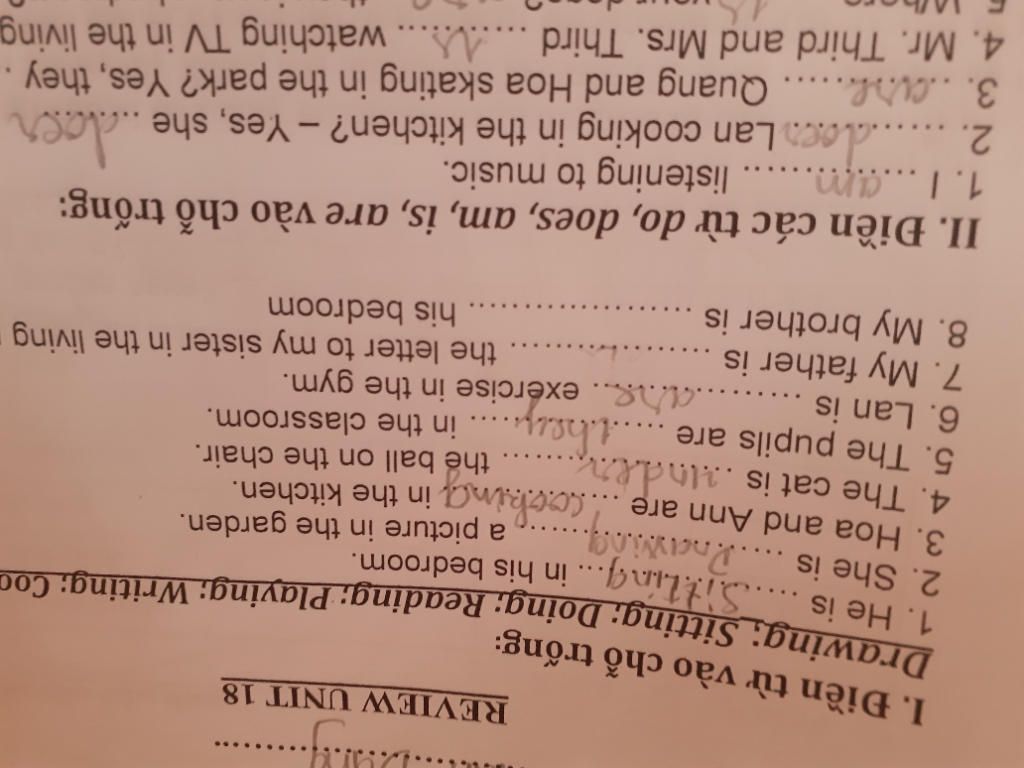 REVIEW UNIT 18
I. Điền từ vào chỗ trống:
Drawing; Sitting; Doing; Reading; Playing; Writing; Coo
1. He is ......Sitting... in his bedroom.
2. She is ......Drawing...... a picture in the garden.
3. Hoa and Ann are ......cooking in the kitchen.
4. The cat is ......under...... the ball on the chair.
5. The pupils are ......they...... in the classroom.
6. Lan is ......are...... exercise in the gym.
7. My father is .................. the letter to my sister in the living
8. My brother is .................... his bedroom
II. Điền các từ do, does, am, is, are vào chỗ trống:
1. I ......am...... listening to music.
2. ......does...Lan cooking in the kitchen? – Yes, she ......does
3. ...are...... Quang and Hoa skating in the park? Yes, they .
4. Mr. Third and Mrs. Third ......is... watching TV in the living
5. Where is your dogs?